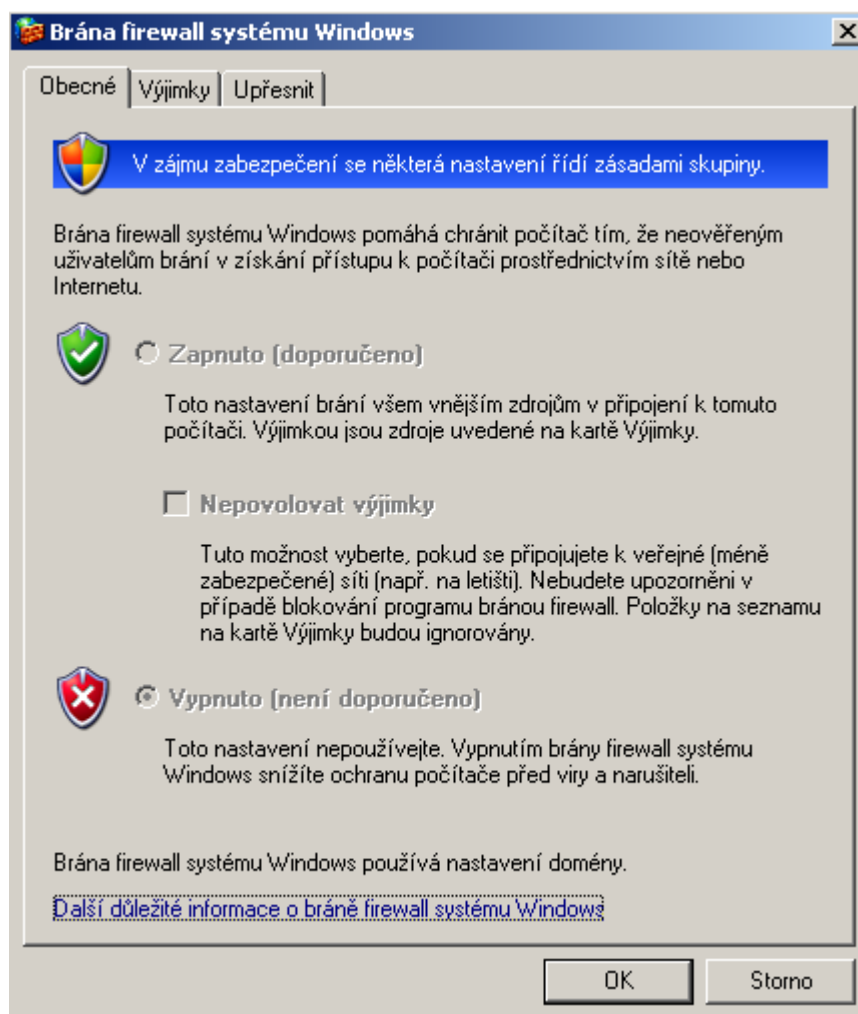 Brána firewall systému Windows
Obecné Výjimky Upřesnit
V zájmu zabezpečení se některá nastavení řídí zásadami skupiny.
Brána firewall systému Windows pomáhá chránit počítač tím, že neověřeným
uživatelům brání v získání přístupu k počítači prostřednictvím sítě nebo
Internetu.
Zapnuto (doporučeno)
Toto nastavení brání všem vnějším zdrojům v připojení k tomuto
počítači. Výjimkou jsou zdroje uvedené na kartě Výjimky.
Nepovolovat výjimky
Tuto možnost vyberte, pokud se připojujete k veřejné (méně
zabezpečené) síti (např. na letišti). Nebudete upozorněni v
případě blokování programu bránou firewall. Položky na seznamu
na kartě Výjimky budou ignorovány.
Vypnuto (není doporučeno)
Toto nastavení nepoužívejte. Vypnutím brány firewall systému
Windows snížíte ochranu počítače před viry a narušiteli.
Brána firewall systému Windows používá nastavení domény.
Další důležité informace o bráně firewall systému Windows
OK Storno